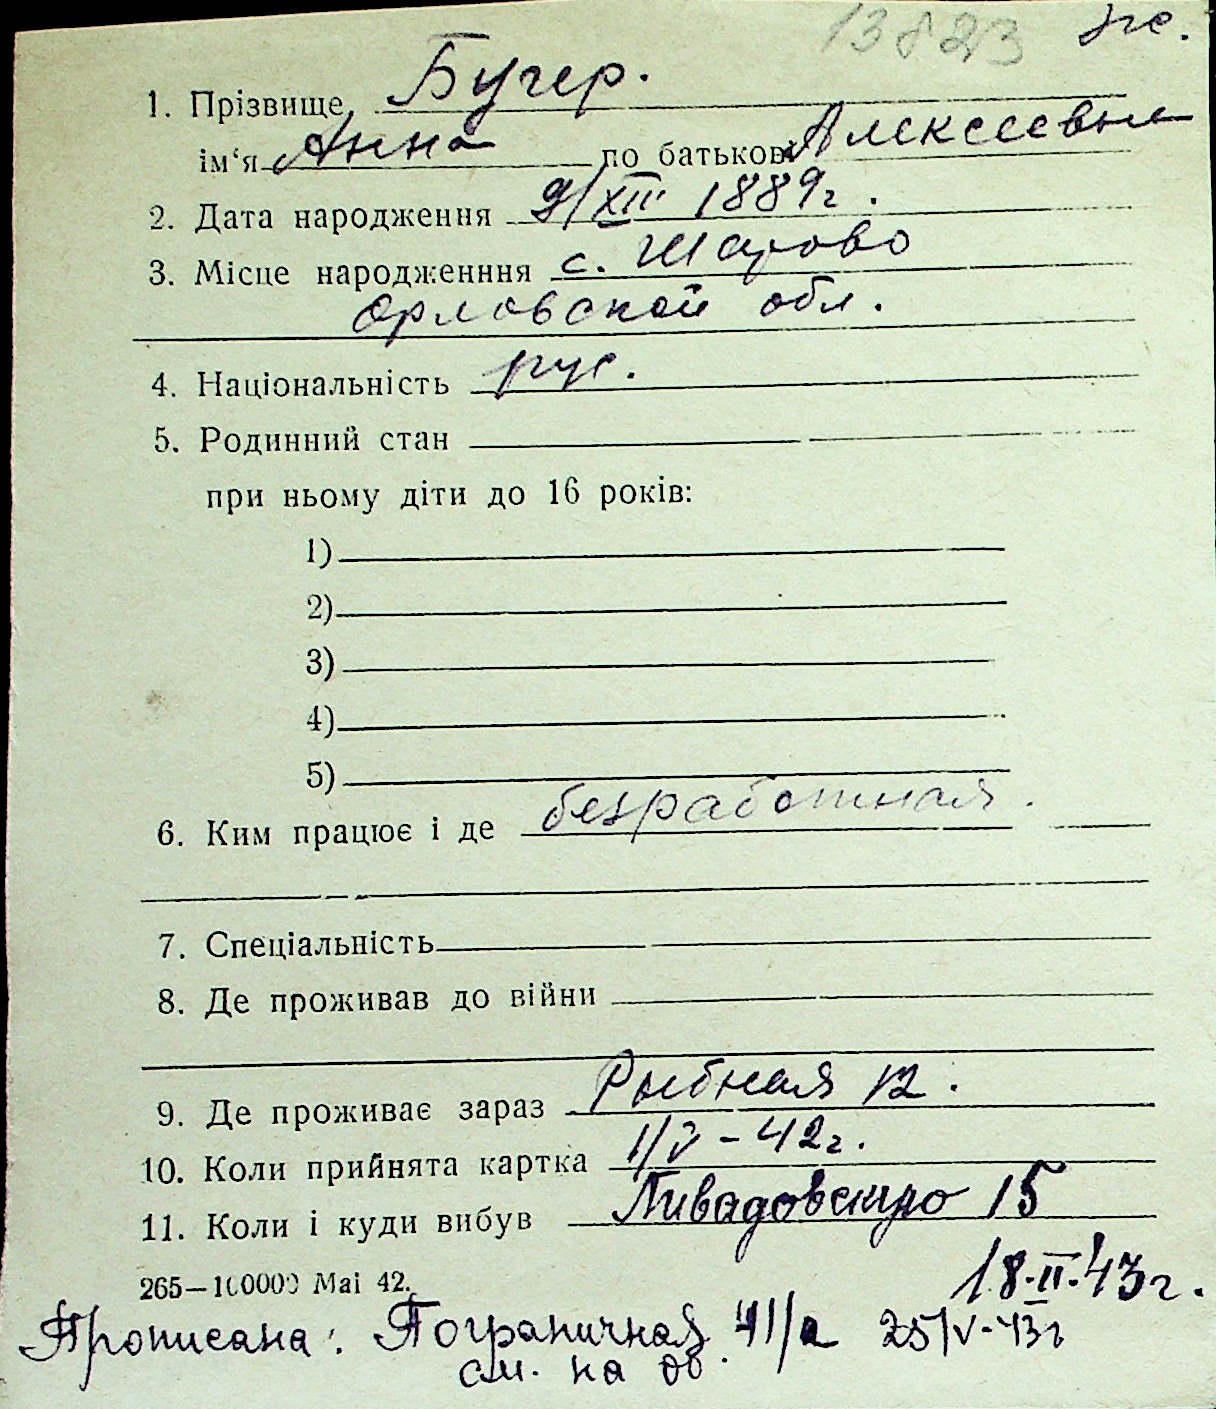 13823 же.
1. Прізвище Бугер.
ім‘я Анна по батькові Алексеевна
2. Дата народження 9/XII 1889г.
3. Місце народженння с. Шарово
Орловской обл.
4. Національність рус.
5. Родинний стан
при ньому діти до 16 років:
1)
2)
3)
4)
5)
6. Ким працює і де безработная.
7. Спеціальність
8. Де проживав до війни
9. Де проживає зараз Рыбная 12.
10. Коли прийнята картка 1/V - 42г.
11. Коли і куди вибув Ливадовскую 15
265—100000 Маі 42. 18.II.43г.
Прописана: Пограничная 41/а 25/V-43г
см. на об.